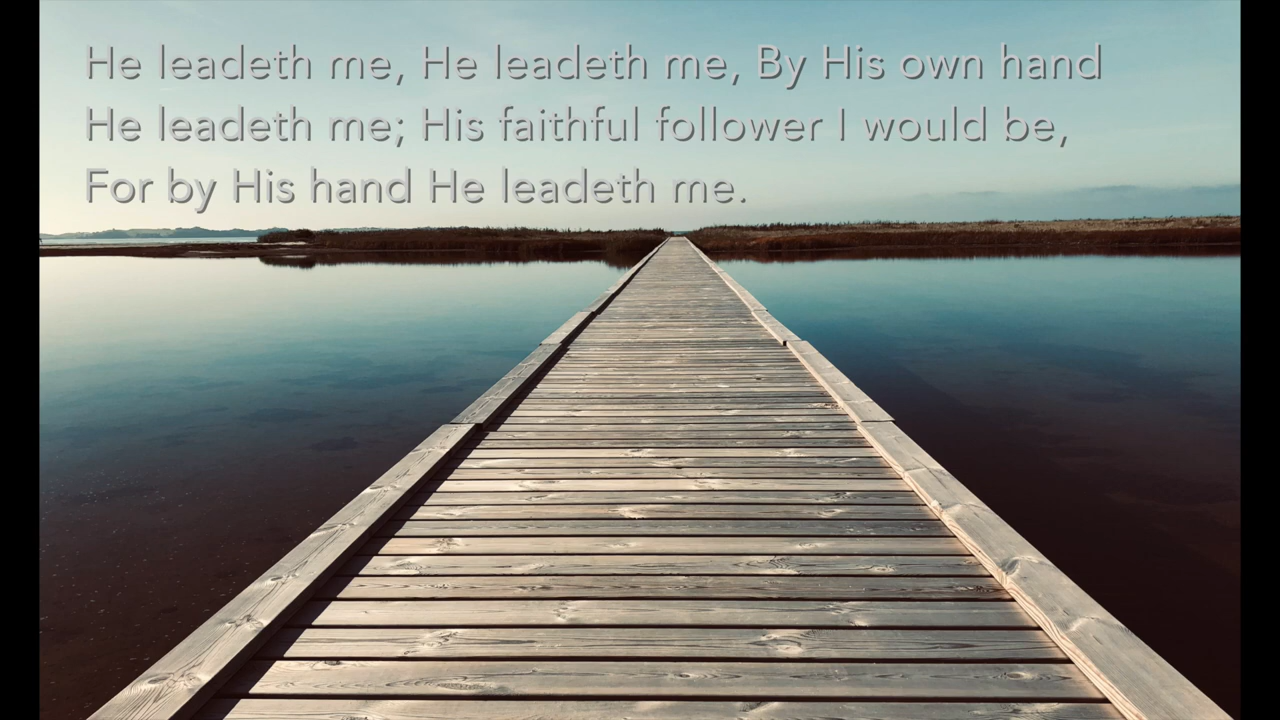 He leadeth me, He leadeth me, By His own hand
He leadeth me; His faithful follower I would be,
For by His hand He leadeth me.